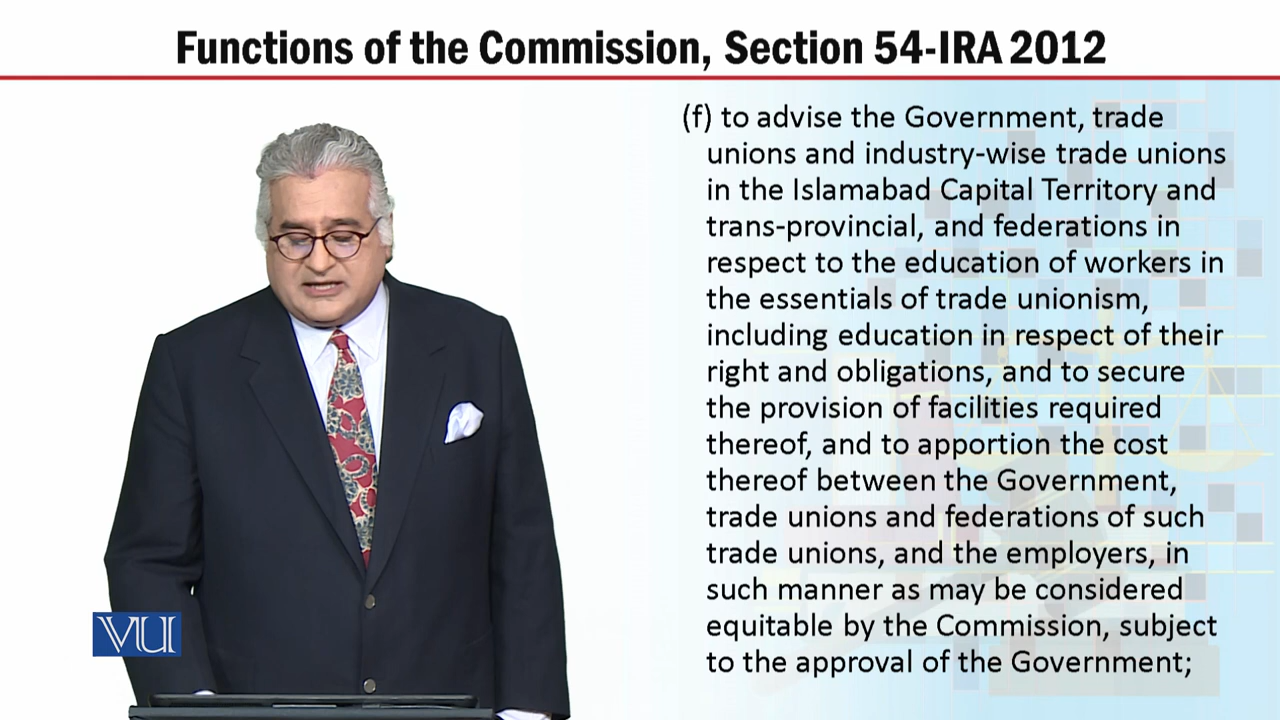 Functions of the Commission, Section 54-IRA 2012
(f) to advise the Government, trade
unions and industry-wise trade unions
in the Islamabad Capital Territory and
trans-provincial, and federations in
respect to the education of workers in
the essentials of trade unionism,
including education in respect of their
right and obligations, and to secure
the provision of facilities required
thereof, and to apportion the cost
thereof between the Government,
trade unions and federations of such
trade unions, and the employers, in
such manner as may be considered
equitable by the Commission, subject
to the approval of the Government;
VU